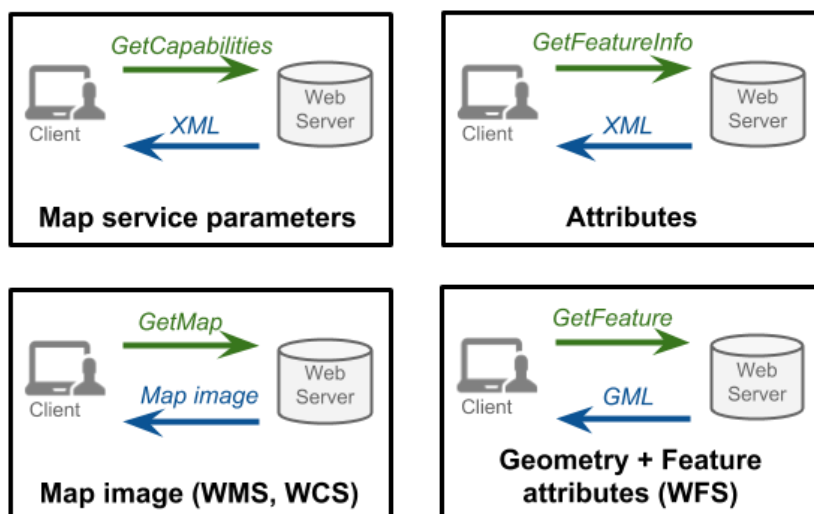 GetCapabilities
Client
Web
Server
XML
Map service parameters
GetFeatureInfo
Client
Web
Server
XML
Attributes
GetMap
Client
Web
Server
Map image
Map image (WMS, WCS)
GetFeature
Client
Web
Server
GML
Geometry + Feature
attributes (WFS)